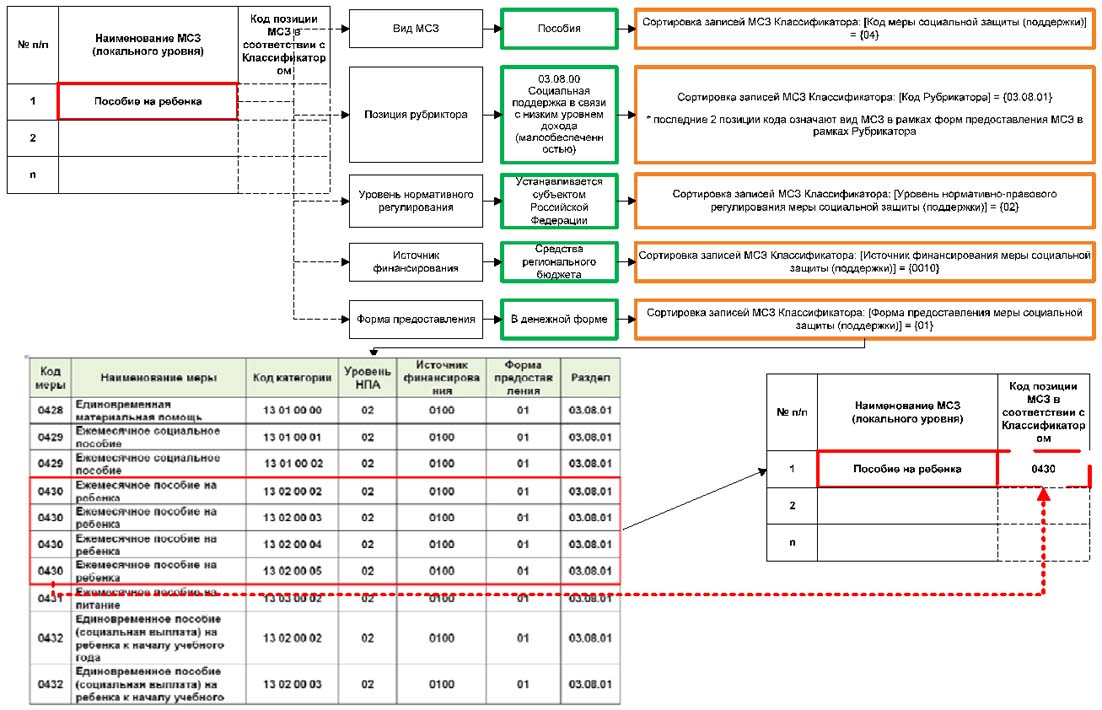 № п/п
Наименование МСЗ
(локального уровня)
Код позиции
МСЗ в
соответствии с
Классификатор
ом
1
Пособие на ребенка
2
n
Вид МСЗ
Пособия
Сортировка записей МСЗ Классификатора: [Код меры социальной защиты (поддержки)]
= {04}
Позиция рубриктора
03.08.00
Социальная
поддержка в связи
с низким уровнем
дохода
(малообеспеченн
остью}
Сортировка записей МСЗ Классификатора: [Код Рубрикатора] = {03.08.01}
* последние 2 позиции кода означают вид МСЗ в рамках форм предоставления МСЗ в
рамках Рубрикатора
Уровень нормативного
регулирования
Устанавливается
субъектом
Российской
Федерации
Сортировка записей МСЗ Классификатора: [Уровень нормативно-правового
регулирования меры социальной защиты (поддержки)] = {02}
Источник
финансирования
Средства
регионального
бюджета
Сортировка записей МСЗ Классификатора: [Источник финансирования меры социальной
защиты (поддержки)] = {0010}
Форма предоставления
В денежной форме
Сортировка записей МСЗ Классификатора: [Форма предоставления меры социальной
защиты (поддержки)] = {01}
Код
меры
Наименование меры
Код категории
Уровень
НПА
Источник
финансирова
ния
Форма
предостав
ления
Раздел
0428
Единовременная
материальная помощь
13 01 00 00
02
0100
01
03.08.01
0429
Ежемесячное социальное
пособие
13 01 00 01
02
0100
01
03.08.01
0429
Ежемесячное социальное
пособие
13 01 00 02
02
0100
01
03.08.01
0430
Ежемесячное пособие на
ребенка
13 02 00 02
02
0100
01
03.08.01
0430
Ежемесячное пособие на
ребенка
13 02 00 03
02
0100
01
03.08.01
0430
Ежемесячное пособие на
ребенка
13 02 00 04
02
0100
01
03.08.01
0430
Ежемесячное пособие на
ребенка
13 02 00 05
02
0100
01
03.08.01
0431
Ежемесячное пособие на
питание
13 03 00 02
02
0100
01
03.08.01
0432
Единовременное пособие
(социальная выплата) на
ребенка к началу учебного
года
13 02 00 02
02
0100
01
03.08.01
0432
Единовременное пособие
(социальная выплата) на
ребенка к началу учебного
13 02 00 03
02
0100
01
03.08.01
№ п/п
Наименование МСЗ
(локального уровня)
Код позиции
МСЗ в
соответствии с
Классификатор
ом
1
Пособие на ребенка
0430
2
n